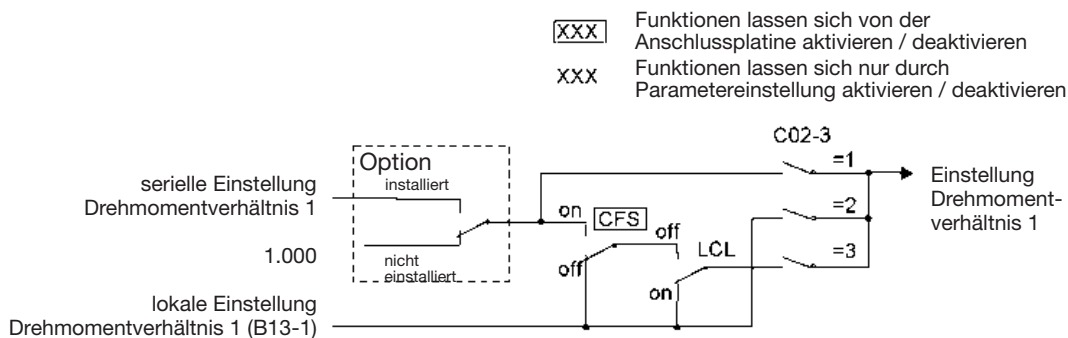 XXX Funktionen lassen sich von der
Anschlussplatine aktivieren / deaktivieren
XXX Funktionen lassen sich nur durch
Parametereinstellung aktivieren / deaktivieren
C02-3
Option
installiert
serielle Einstellung
Drehmomentverhältnis 1
1.000
nicht
einstalliert
on CFS
off
off LCL
on
=1
=2
=3
Einstellung
Drehmoment-
verhältnis 1
lokale Einstellung
Drehmomentverhältnis 1 (B13-1)